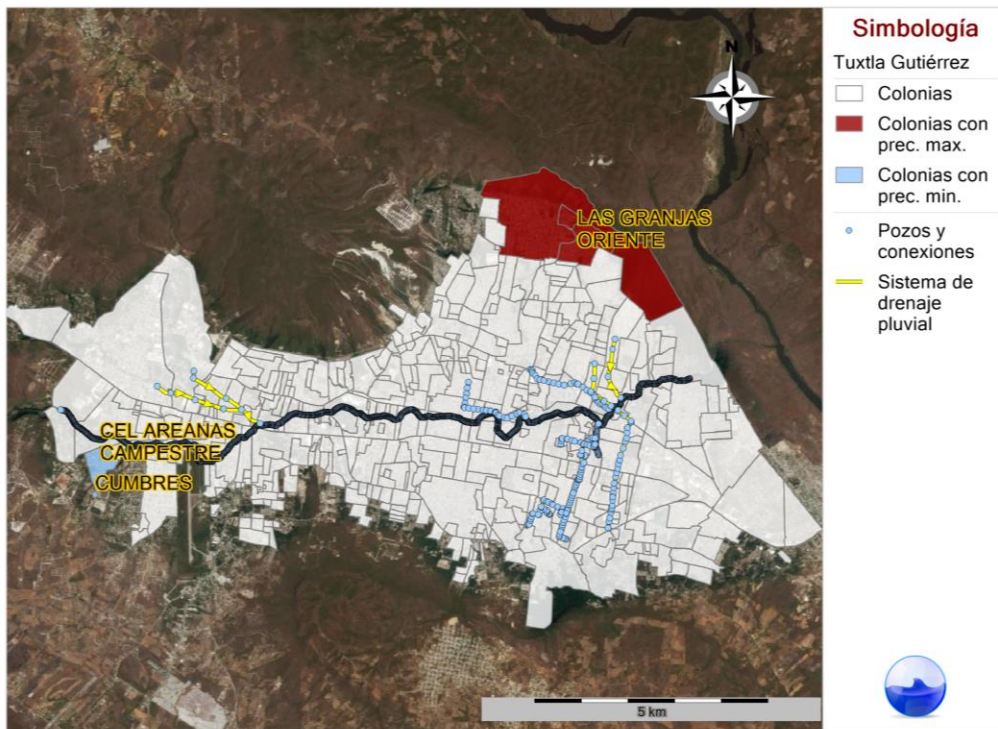 N
LAS GRANJAS
ORIENTE
CEL AREANAS
CAMPESTRE
CUMBRES
5 km
Simbología
Tuxtla Gutiérrez
Colonias
Colonias con
prec. max.
Colonias con
prec. min.
Pozos y
conexiones
Sistema de
drenaje
pluvial